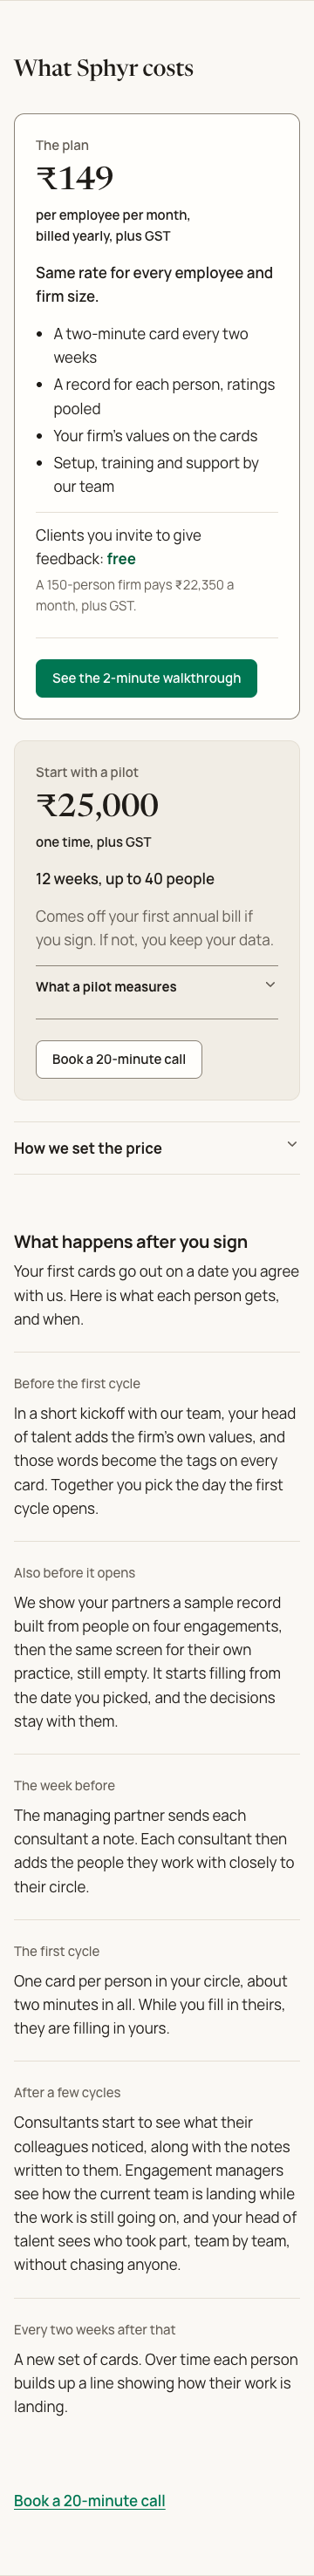 What Sphyr costs
The plan
₹149
per employee per month,
billed yearly, plus GST
Same rate for every employee and
firm size.
• A two-minute card every two
weeks
• A record for each person, ratings
pooled
• Your firm's values on the cards
• Setup, training and support by
our team
Clients you invite to give
feedback: free
A 150-person firm pays ₹22,350 a
month, plus GST.
See the 2-minute walkthrough
Start with a pilot
₹25,000
one time, plus GST
12 weeks, up to 40 people
Comes off your first annual bill if
you sign. If not, you keep your data.
What a pilot measures
Book a 20-minute call
How we set the price
What happens after you sign
Your first cards go out on a date you agree
with us. Here is what each person gets,
and when.
Before the first cycle
In a short kickoff with our team, your head
of talent adds the firm's own values, and
those words become the tags on every
card. Together you pick the day the first
cycle opens.
Also before it opens
We show your partners a sample record
built from people on four engagements,
then the same screen for their own
practice, still empty. It starts filling from
the date you picked, and the decisions
stay with them.
The week before
The managing partner sends each
consultant a note. Each consultant then
adds the people they work with closely to
their circle.
The first cycle
One card per person in your circle, about
two minutes in all. While you fill in theirs,
they are filling in yours.
After a few cycles
Consultants start to see what their
colleagues noticed, along with the notes
written to them. Engagement managers
see how the current team is landing while
the work is still going on, and your head of
talent sees who took part, team by team,
without chasing anyone.
Every two weeks after that
A new set of cards. Over time each person
builds up a line showing how their work is
landing.
Book a 20-minute call